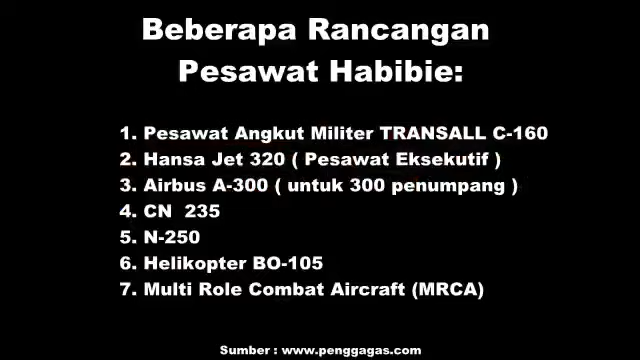 Beberapa Rancangan
Pesawat Habibie:
1. Pesawat Angkut Militer TRANSALL C-160
2. Hansa Jet 320 ( Pesawat Eksekutif )
3. Airbus A-300 ( untuk 300 penumpang )
4. CN  235
5. N-250
6. Helikopter BO-105
7. Multi Role Combat Aircraft (MRCA)
Sumber : www.penggagas.com